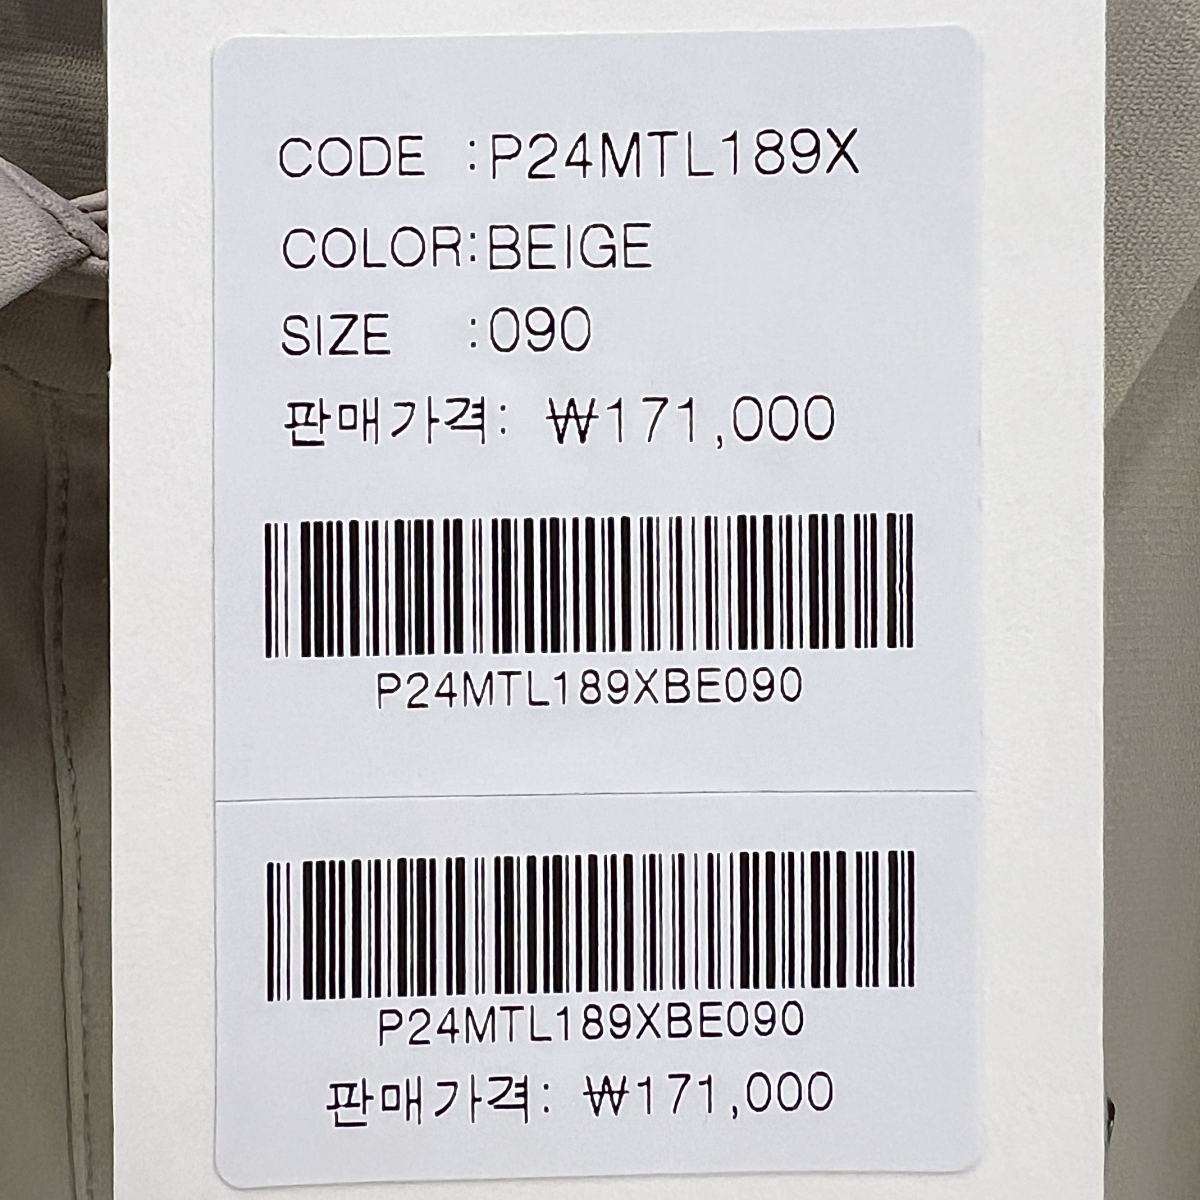 CODE :P24MTL189X
COLOR:BEIGE
SIZE :090
판매가격: ₩171,000
P24MTL189XBE090
P24MTL189XBE090
판매가격: ₩171,000